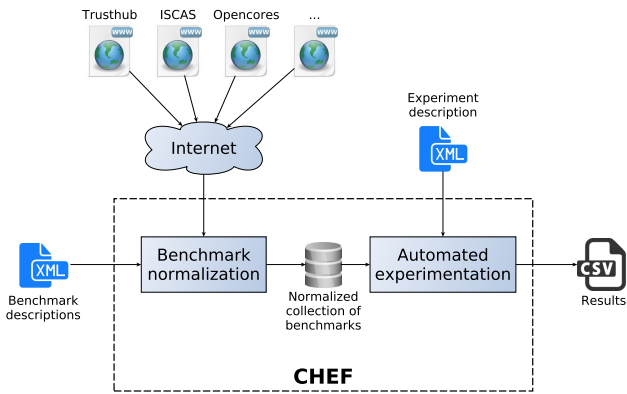 Trusthub ISCAS Opencores ...
www www www www
Experiment
description
XML
Internet
Benchmark
normalization
Automated
experimentation
XML
CSV
Benchmark
descriptions
Normalized
collection of
benchmarks
Results
CHEF